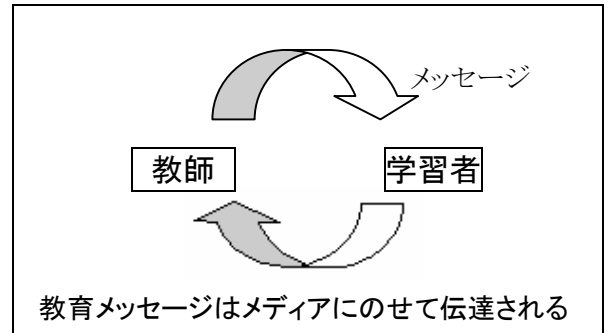 メッセージ
教師
学習者
教育メッセージはメディアにのせて伝達される